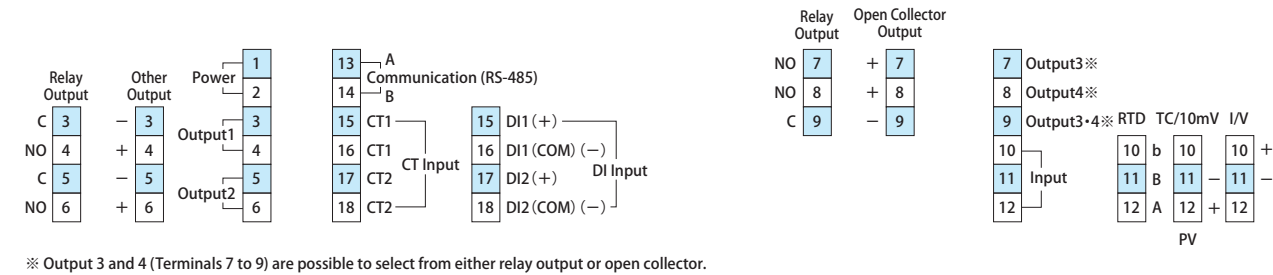 Relay Output
Open Collector Output
NO 7 + 7 7 Output3※
NO 8 + 8 8 Output4※
C 9 − 9 9 Output3・4※ RTD TC/10mV I/V
10 10 b 10 10 +
11 Input 11 B 11 − 11 −
12 12 A 12 + 12
PV
Relay Output
Other Output
Power 1
2
C 3 − 3 Output1 3
NO 4 + 4 4
C 5 − 5 Output2 5
NO 6 + 6 6
13 A
Communication (RS-485)
14 B
15 CT1 15 DI1(+)
16 CT1 CT Input 16 DI1(COM) (−) DI Input
17 CT2 17 DI2(+)
18 CT2 18 DI2(COM) (−)
※ Output 3 and 4 (Terminals 7 to 9) are possible to select from either relay output or open collector.